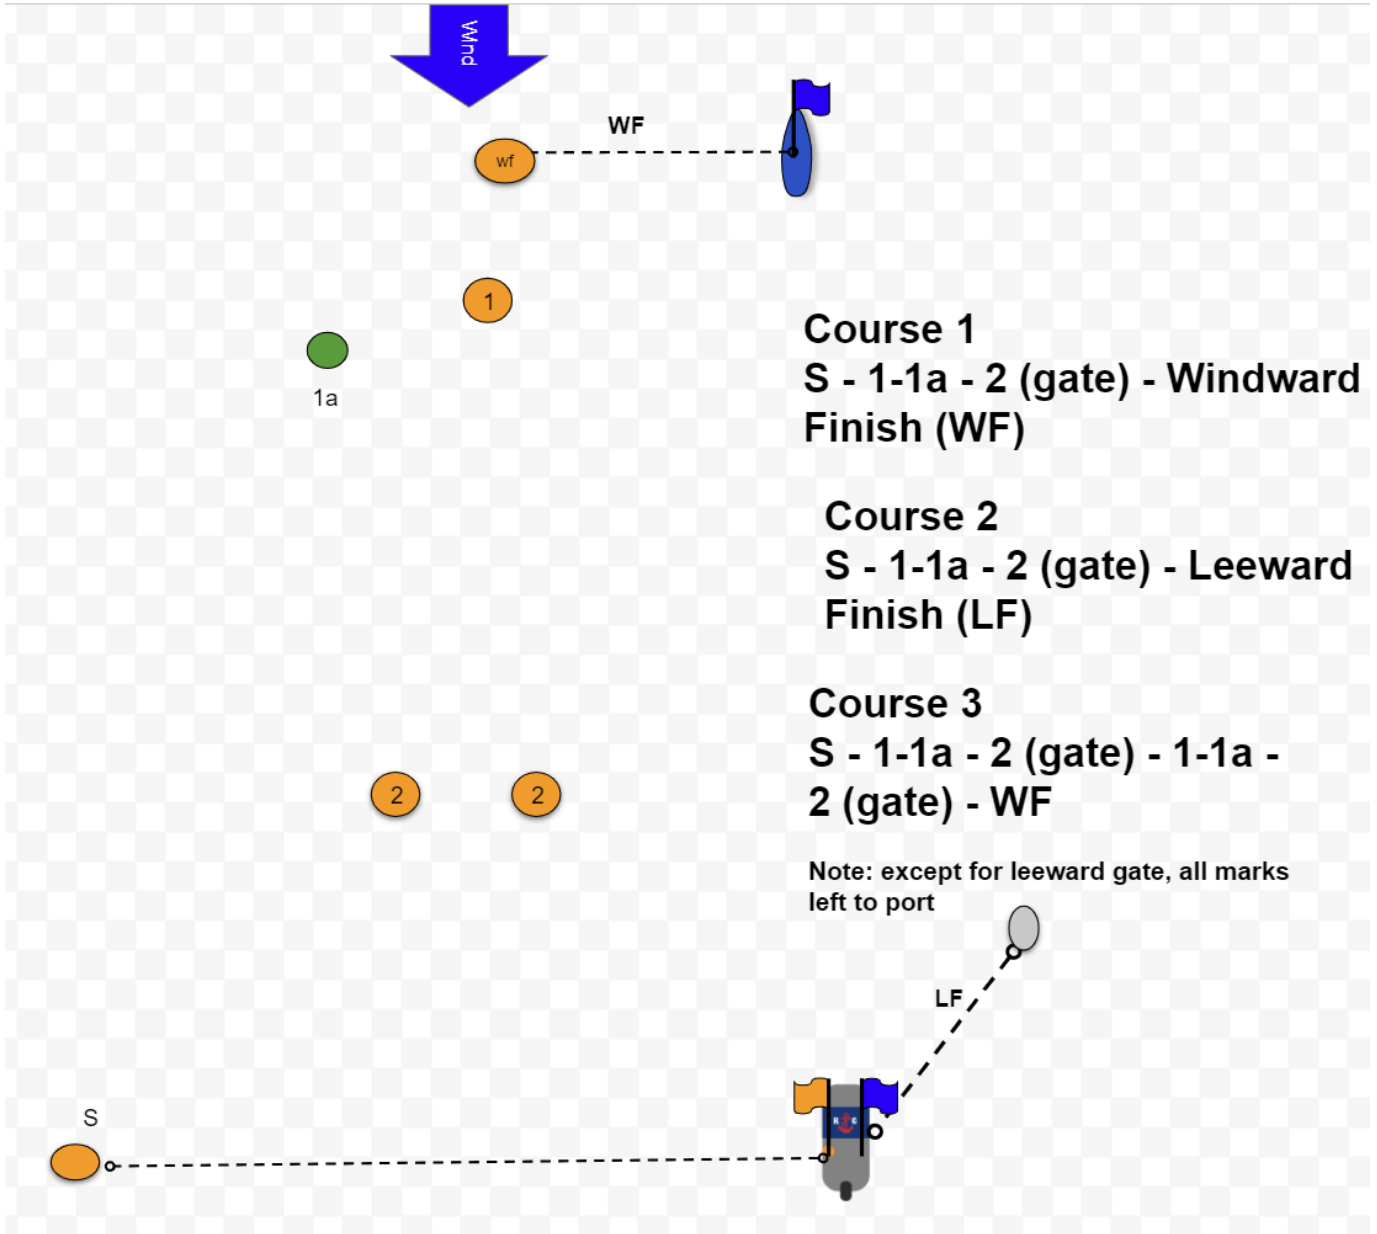 Wind
WF
wf
1
1a
Course 1
S - 1-1a - 2 (gate) - Windward
Finish (WF)
Course 2
S - 1-1a - 2 (gate) - Leeward
Finish (LF)
Course 3
S - 1-1a - 2 (gate) - 1-1a -
2 (gate) - WF
2 2
Note: except for leeward gate, all marks
left to port
LF
R C
S